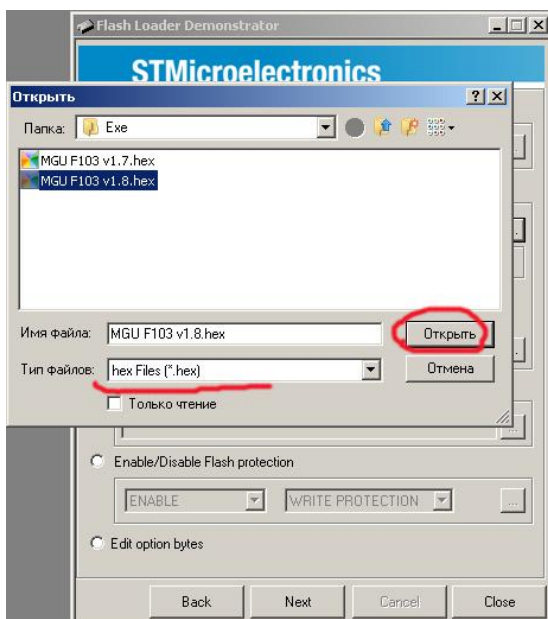 Flash Loader Demonstrator
STMicroelectronics
Открыть
Папка: Exe
MGU F103 v1.7.hex
MGU F103 v1.8.hex
Имя файла: MGU F103 v1.8.hex Открыть
Тип файлов: hex Files (*.hex) Отмена
Только чтение
...
Enable/Disable Flash protection
ENABLE WRITE PROTECTION ...
Edit option bytes
Back Next Cancel Close